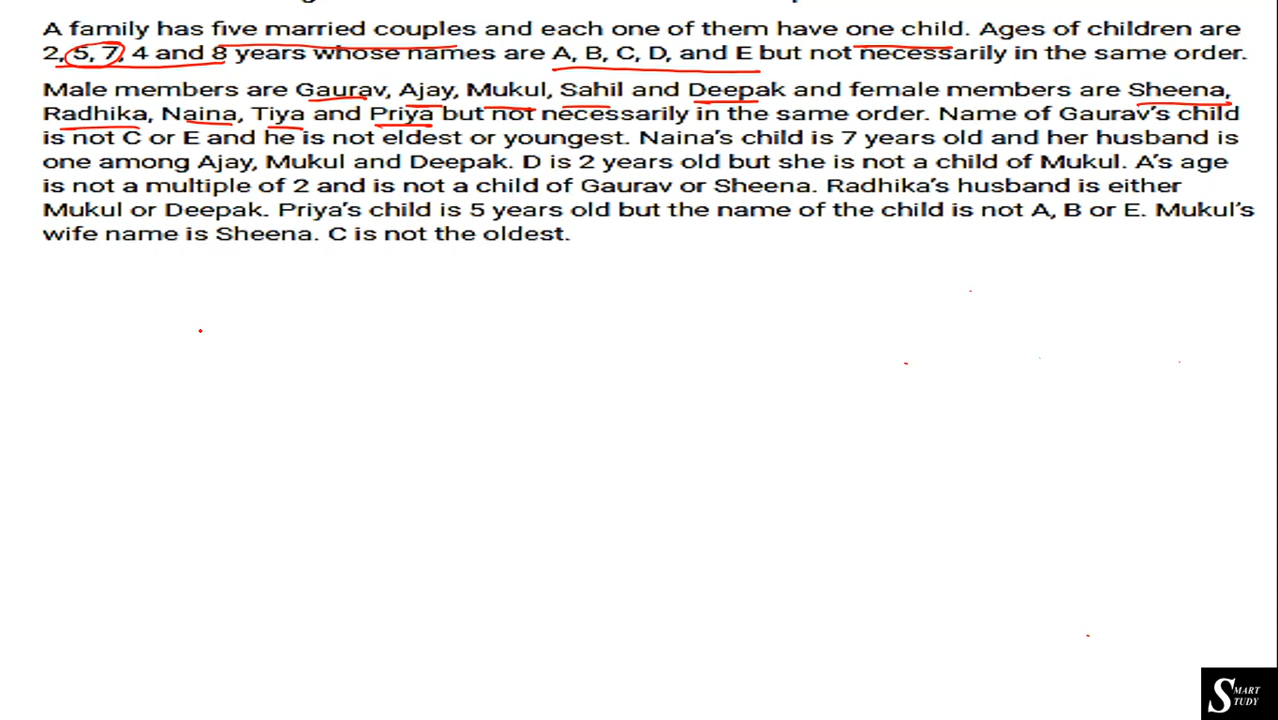 A family has five married couples and each one of them have one child. Ages of children are
2, 5, 7, 4 and 8 years whose names are A, B, C, D, and E but not necessarily in the same order.
Male members are Gaurav, Ajay, Mukul, Sahil and Deepak and female members are Sheena,
Radhika, Naina, Tiya and Priya but not necessarily in the same order. Name of Gaurav's child
is not C or E and he is not eldest or youngest. Naina's child is 7 years old and her husband is
one among Ajay, Mukul and Deepak. D is 2 years old but she is not a child of Mukul. A's age
is not a multiple of 2 and is not a child of Gaurav or Sheena. Radhika's husband is either
Mukul or Deepak. Priya's child is 5 years old but the name of the child is not A, B or E. Mukul's
wife name is Sheena. C is not the oldest.
SMART
STUDY